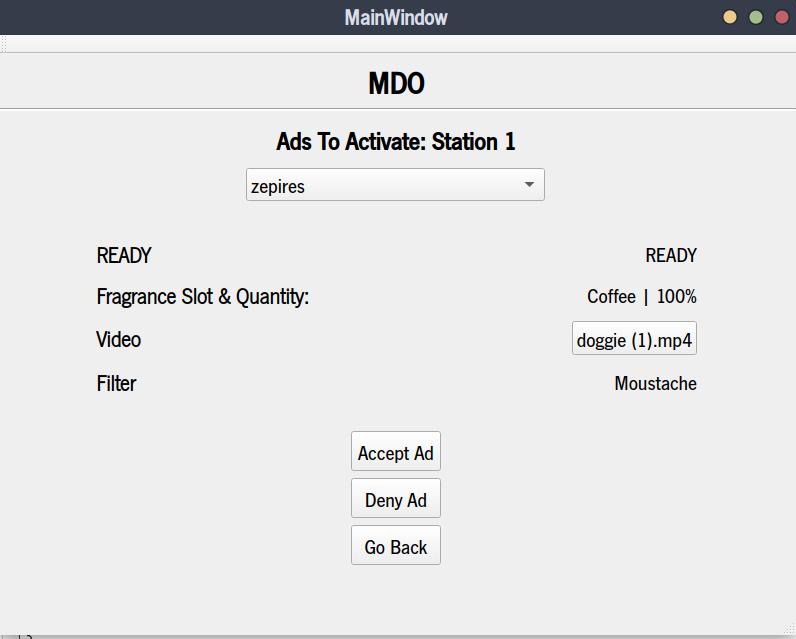 MainWindow
MDO
Ads To Activate: Station 1
zepires
READY READY
Fragrance Slot & Quantity: Coffee | 100%
Video doggie (1).mp4
Filter Moustache
Accept Ad
Deny Ad
Go Back